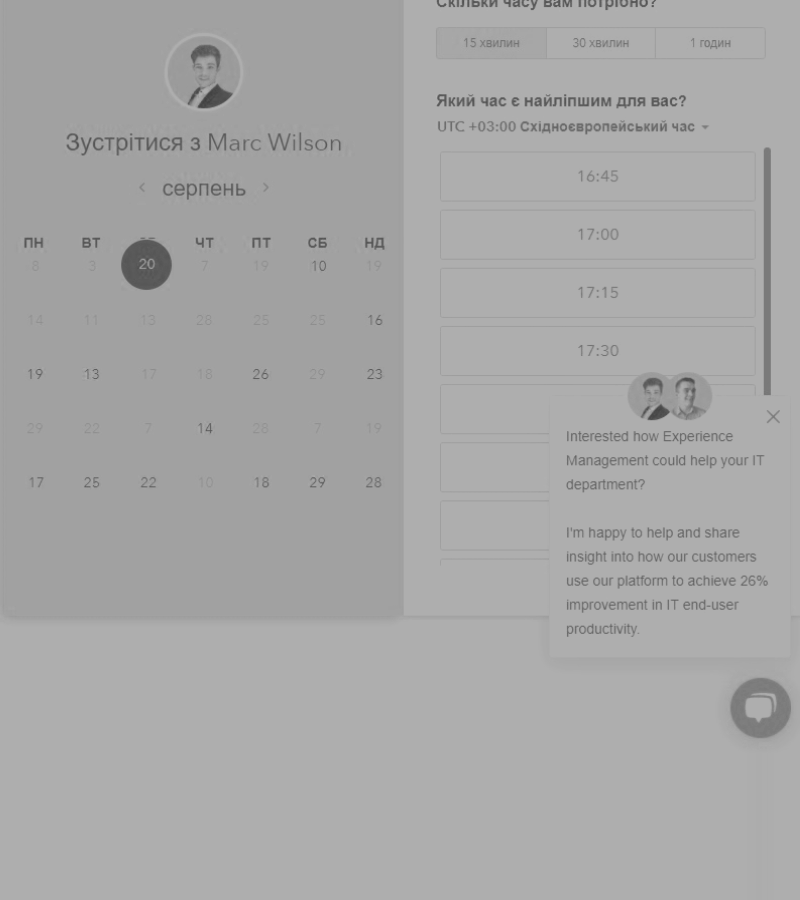 Скільки часу вам потрібно?
15 хвилин 30 хвилин 1 годин
Який час є найліпшим для вас?
UTC +03:00 Східноєвропейський час
16:45
17:00
17:15
17:30
Зустрітися з Marc Wilson
серпень
ПН ВТ ЧТ ПТ СБ НД
8 3 20 7 19 10 19
14 11 13 28 25 25 16
19 13 17 18 26 29 23
29 22 7 14 28 7 19
17 25 22 10 18 29 28
Interested how Experience
Management could help your IT
department?
I'm happy to help and share
insight into how our customers
use our platform to achieve 26%
improvement in IT end-user
productivity.